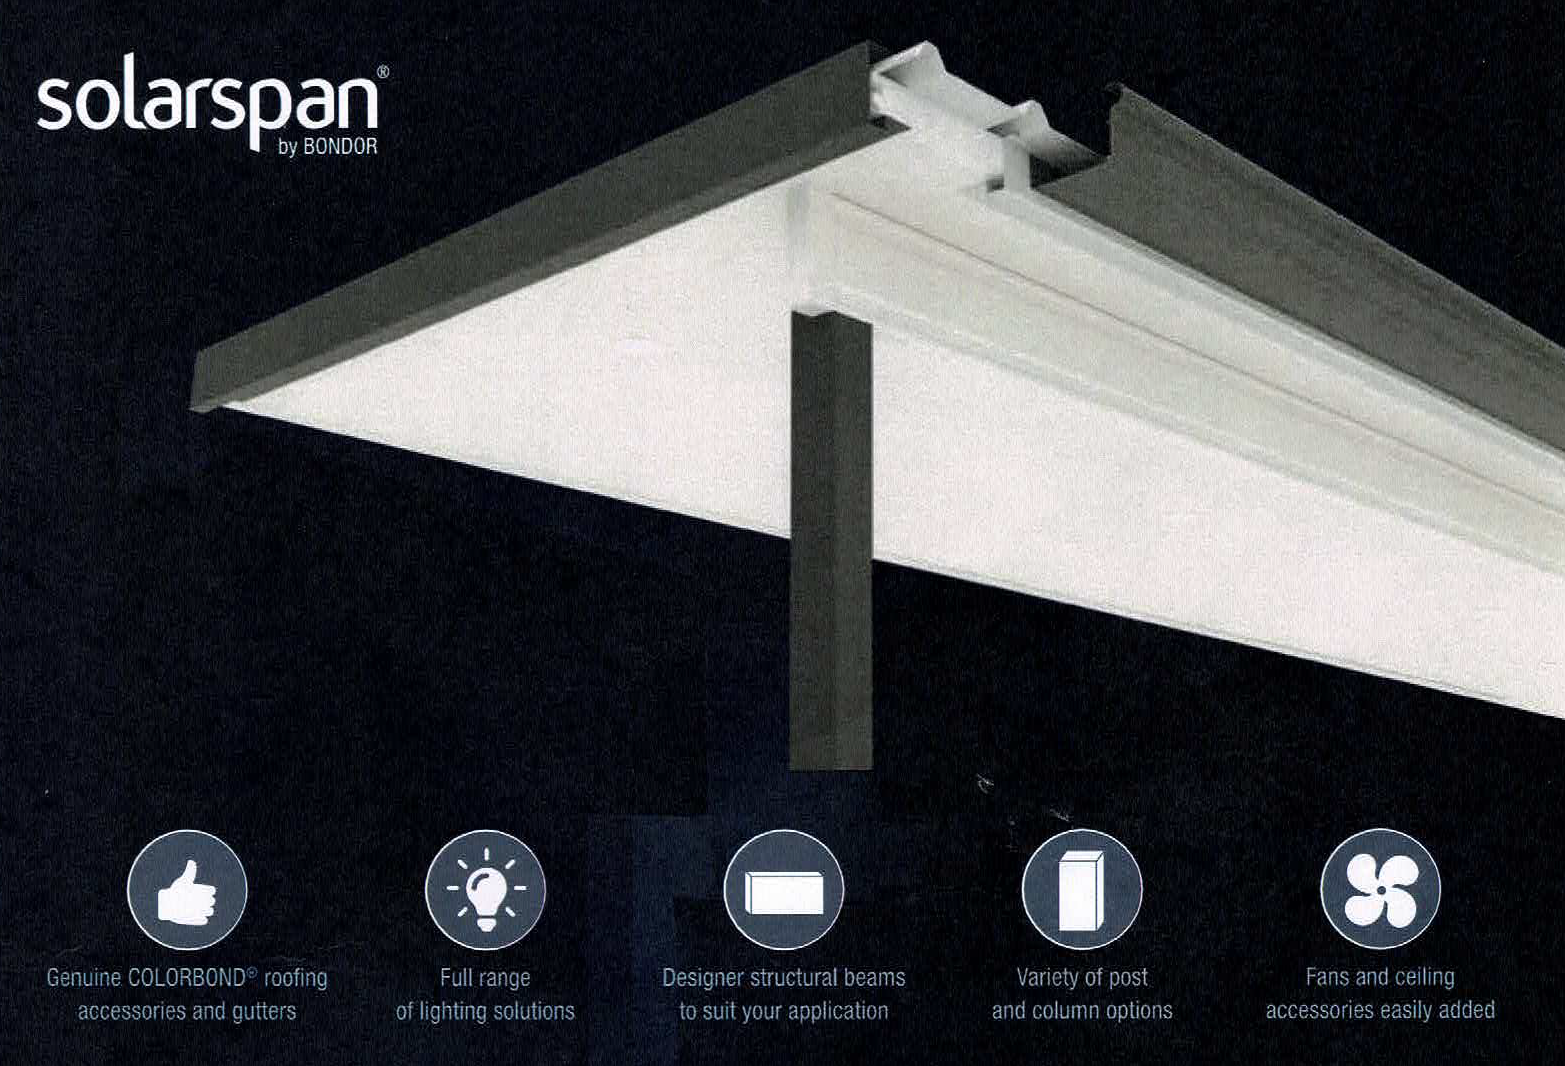 solarspan®
by BONDOR
Genuine COLORBOND® roofing
accessories and gutters
Full range
of lighting solutions
Designer structural beams
to suit your application
Variety of post
and column options
Fans and ceiling
accessories easily added